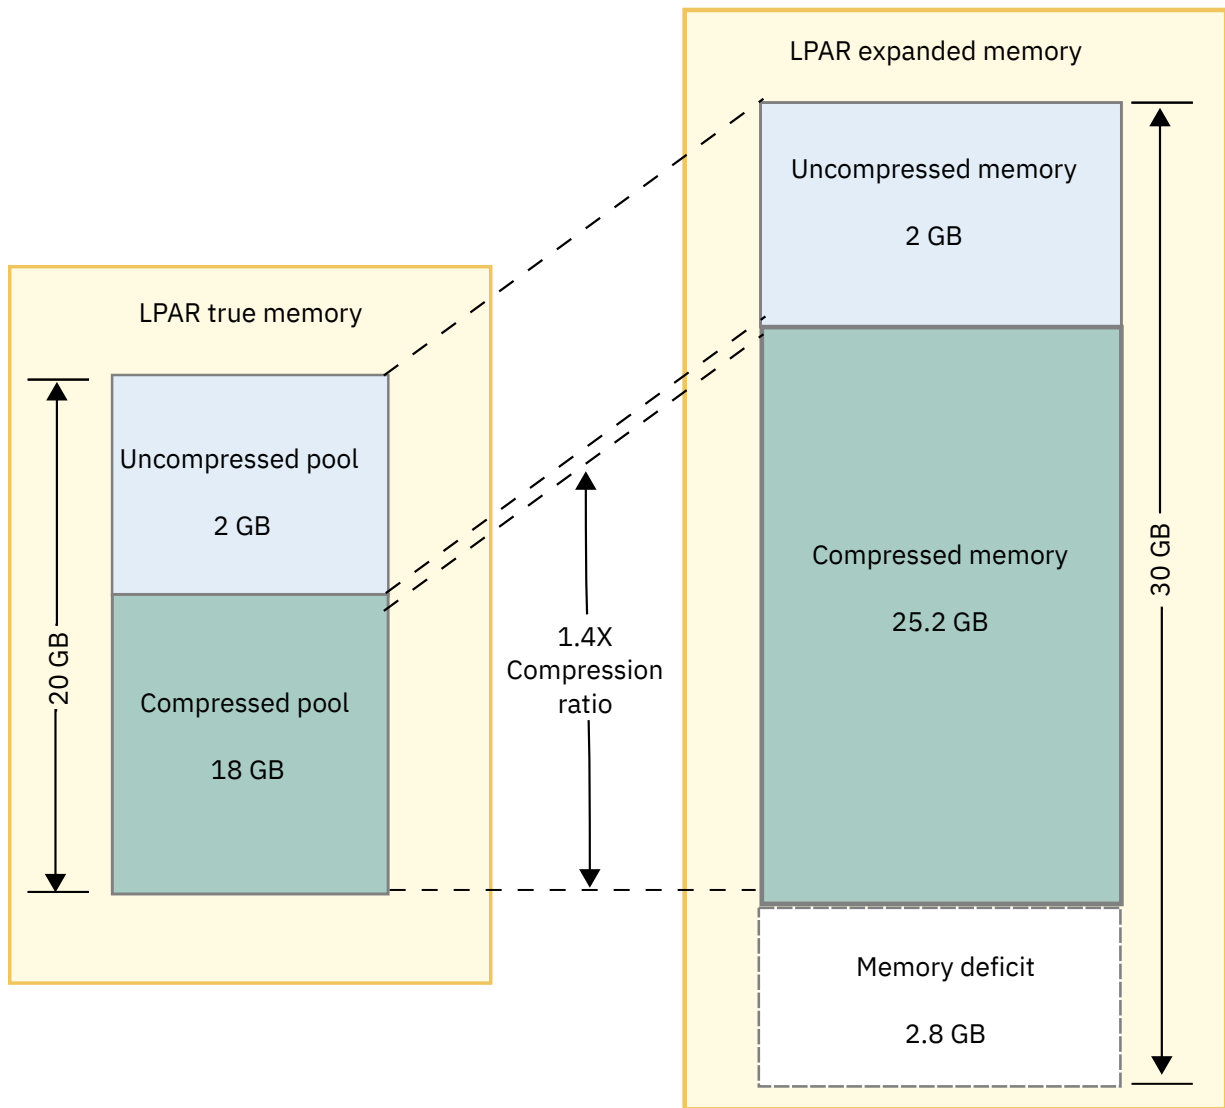 LPAR expanded memory
Uncompressed memory
2 GB
Compressed memory
25.2 GB
Memory deficit
2.8 GB
30 GB
LPAR true memory
Uncompressed pool
2 GB
Compressed pool
18 GB
20 GB
1.4X
Compression
ratio